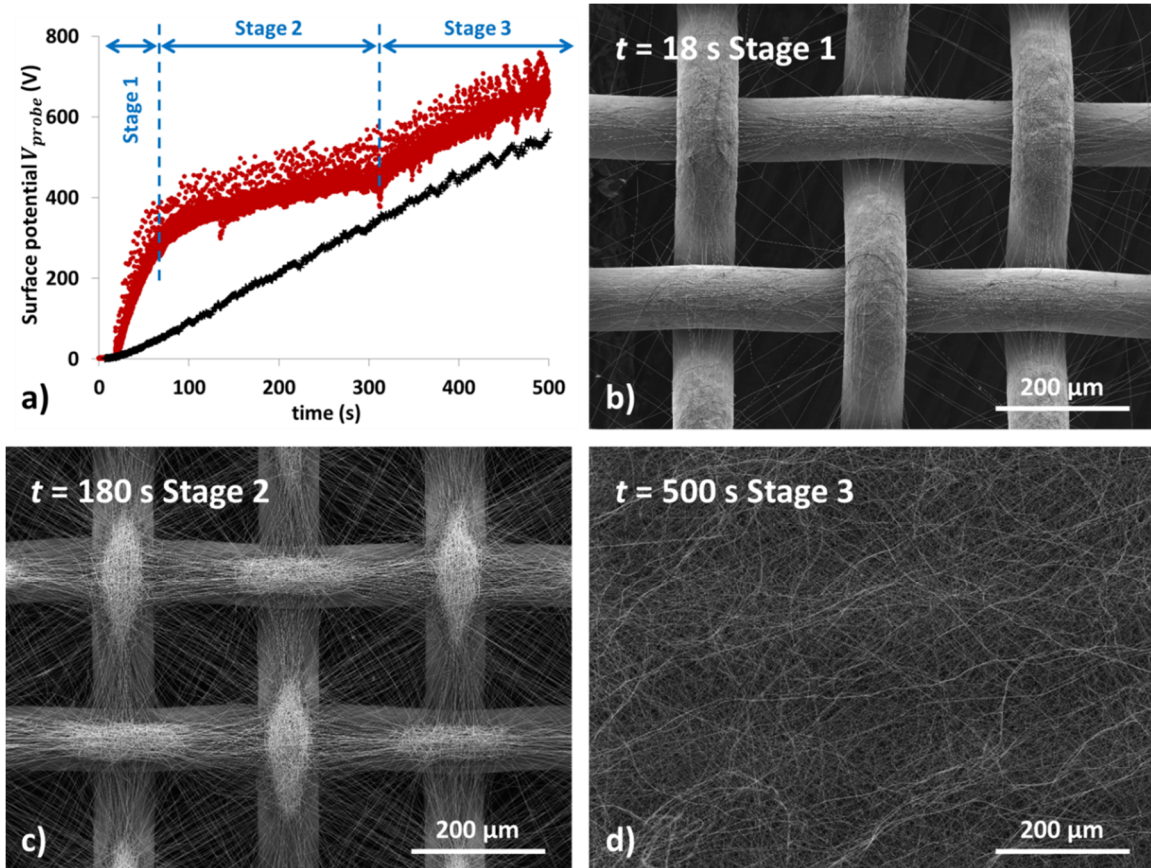 Stage 1
Stage 2
Stage 3
Surface potential V_probe (V)
800
600
400
200
0
0
100
200
300
400
500
time (s)
a)
t = 18 s Stage 1
200 µm
b)
t = 180 s Stage 2
200 µm
c)
t = 500 s Stage 3
200 µm
d)